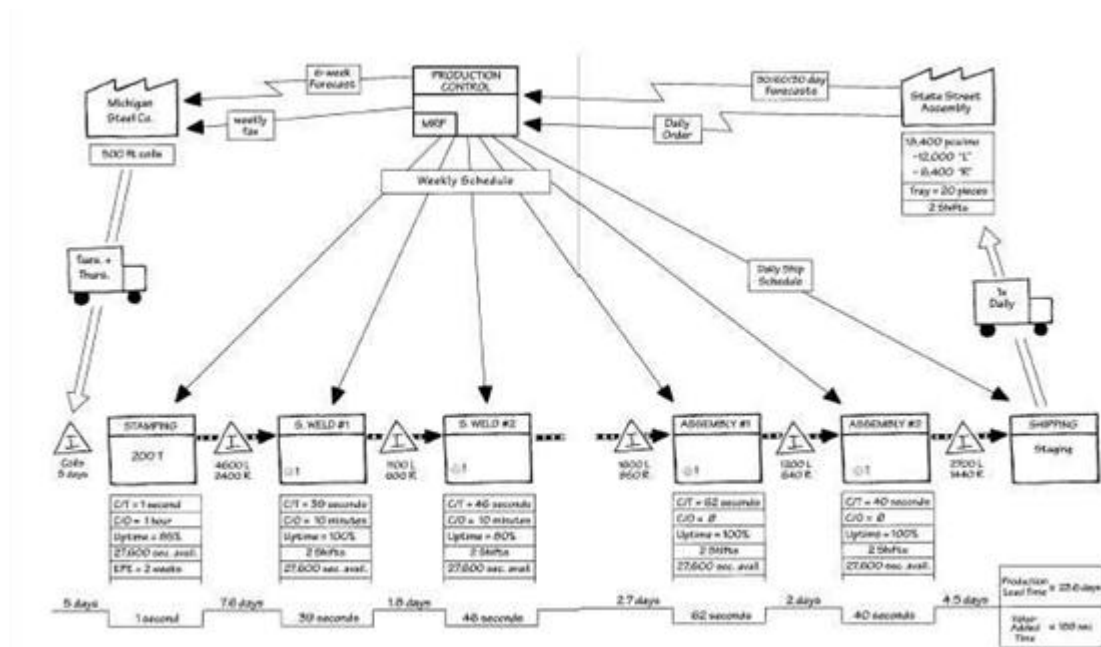 Michigan
Steel Co.
500 ft. coils
6-week
Forecast
weekly
fax
PRODUCTION
CONTROL
MRP
90/60/30 day
Forecasts
Daily
Order
State Street
Assembly
18,400 pcs/mo
-12,000 "L"
- 6,400 "R"
Tray = 20 pieces
2 Shifts
Weekly Schedule
Tues. +
Thurs.
Daily Ship
Schedule
1x
Daily
I
Coils
5 days
STAMPING
200 T
I
4600 L
2400 R
S. WELD #1
1
I
1100 L
600 R
S. WELD #2
1
I
1600 L
850 R
ASSEMBLY #1
1
I
1200 L
640 R
ASSEMBLY #2
1
I
2700 L
1440 R
SHIPPING
Staging
C/T = 1 second
C/O = 1 hour
Uptime = 85%
27,600 sec. avail.
EPE = 2 weeks
C/T = 39 seconds
C/O = 10 minutes
Uptime = 100%
2 Shifts
27,600 sec. avail.
C/T = 46 seconds
C/O = 10 minutes
Uptime = 80%
2 Shifts
27,600 sec. avail.
C/T = 62 seconds
C/O = Ø
Uptime = 100%
2 Shifts
27,600 sec. avail.
C/T = 40 seconds
C/O = Ø
Uptime = 100%
2 Shifts
27,600 sec. avail.
5 days
1 second
7.6 days
39 seconds
1.8 days
46 seconds
2.7 days
62 seconds
2 days
40 seconds
4.5 days
Production
Lead Time = 23.6 days
Value
Added
Time = 188 sec